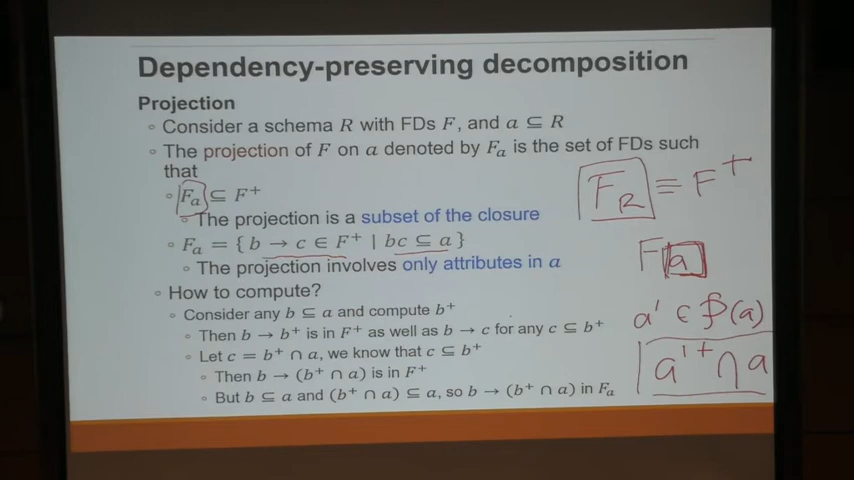 Dependency-preserving decomposition
Projection
◦ Consider a schema R with FDs F, and a ⊆ R
◦ The projection of F on a denoted by Fₐ is the set of FDs such
that
◦ Fₐ ⊆ F⁺
◦ The projection is a subset of the closure
◦ Fₐ = { b → c ∈ F⁺ | bc ⊆ a }
◦ The projection involves only attributes in a
◦ How to compute?
◦ Consider any b ⊆ a and compute b⁺
◦ Then b → b⁺ is in F⁺ as well as b → c for any c ⊆ b⁺
◦ Let c = b⁺ ∩ a, we know that c ⊆ b⁺
◦ Then b → (b⁺ ∩ a) is in F⁺
◦ But b ⊆ a and (b⁺ ∩ a) ⊆ a, so b → (b⁺ ∩ a) in Fₐ
F_R ≡ F⁺
Fₐ
a' ∈ P(a)
a'⁺ ∩ a